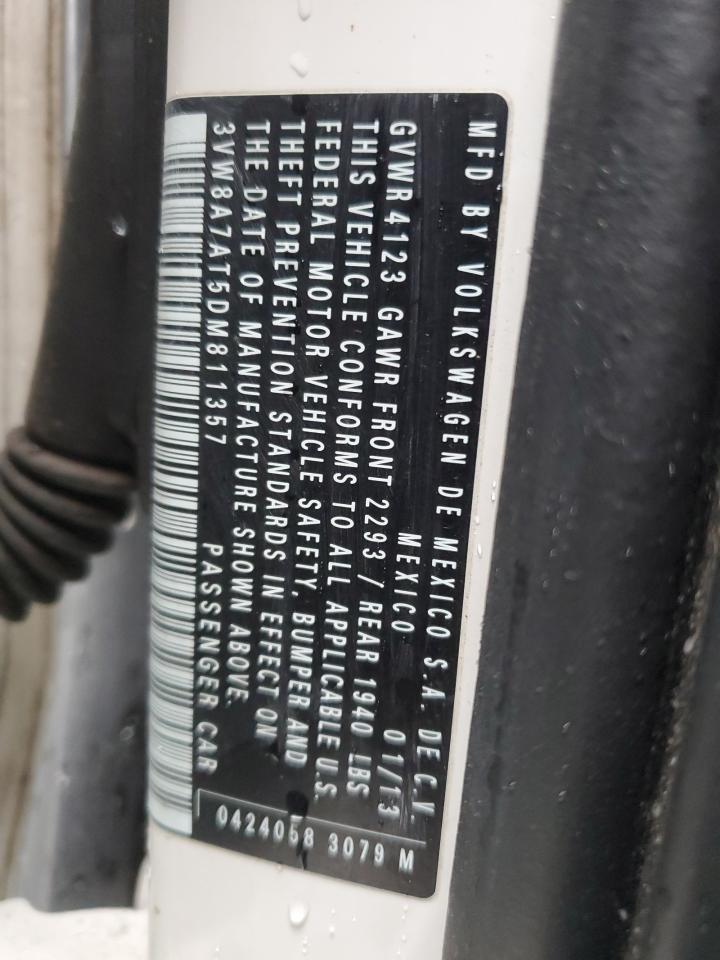 MFD BY VOLKSWAGEN DE MEXICO S.A. DE C.V.
MEXICO 01/13
GVWR 4123 GAWR FRONT 2293 / REAR 1940 LBS
THIS VEHICLE CONFORMS TO ALL APPLICABLE U.S.
FEDERAL MOTOR VEHICLE SAFETY, BUMPER AND
THEFT PREVENTION STANDARDS IN EFFECT ON
THE DATE OF MANUFACTURE SHOWN ABOVE.
3VW8A7AT5DM811357 PASSENGER CAR
0424058 3079 M